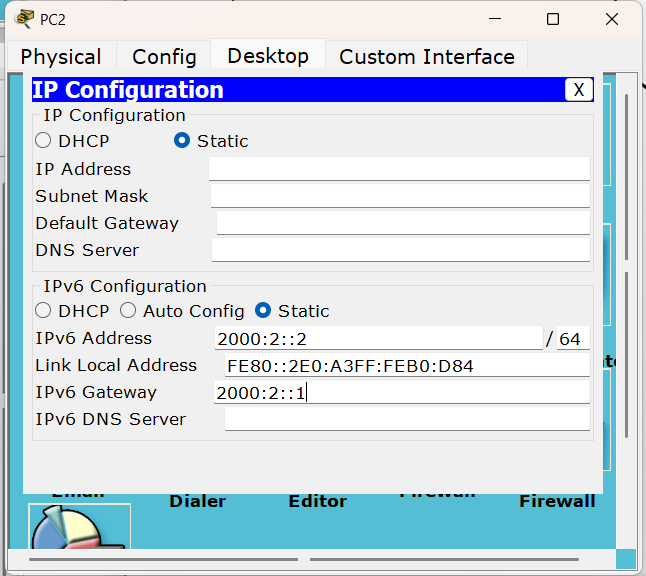 PC2
Physical Config Desktop Custom Interface
IP Configuration X
IP Configuration
DHCP Static
IP Address
Subnet Mask
Default Gateway
DNS Server
IPv6 Configuration
DHCP Auto Config Static
IPv6 Address 2000:2::2 / 64
Link Local Address FE80::2E0:A3FF:FEB0:D84
IPv6 Gateway 2000:2::1
IPv6 DNS Server
Email Dialer Editor Firewall Firewall